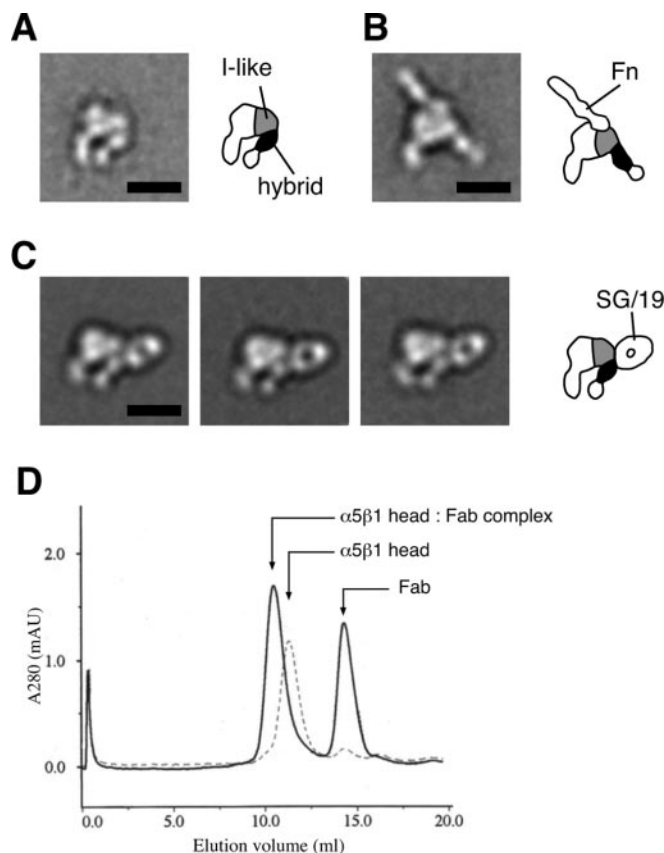 A
I-like
hybrid
B
Fn
C
SG/19
D
α5β1 head : Fab complex
α5β1 head
Fab
A280 (mAU)
2.0
1.0
0.0
0.0 5.0 10.0 15.0 20.0
Elution volume (ml)